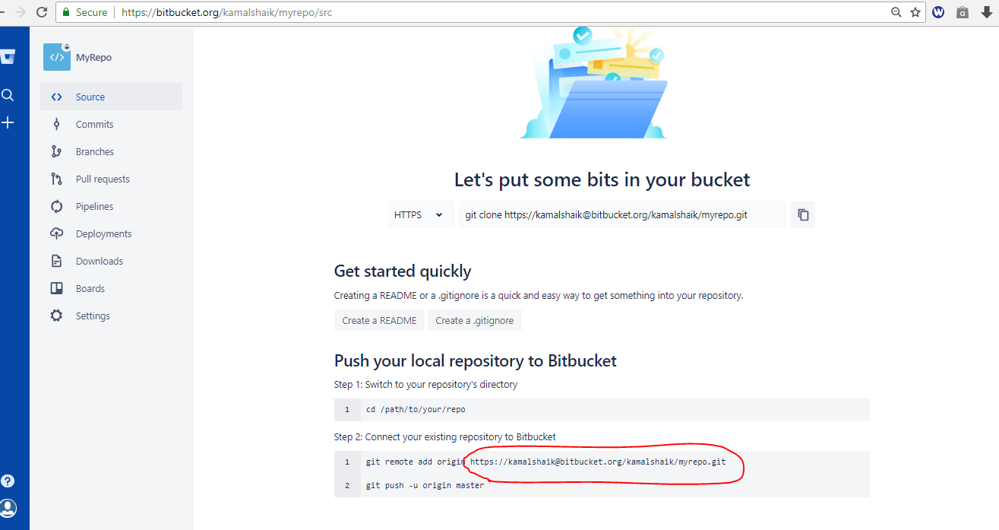 Secure https://bitbucket.org/kamalshaik/myrepo/src
W
a
</> MyRepo
Source
Commits
Branches
Pull requests
Pipelines
Deployments
Downloads
Boards
Settings
?
Let's put some bits in your bucket
HTTPS git clone https://kamalshaik@bitbucket.org/kamalshaik/myrepo.git
Get started quickly
Creating a README or a .gitignore is a quick and easy way to get something into your repository.
Create a README Create a .gitignore
Push your local repository to Bitbucket
Step 1: Switch to your repository's directory
1 cd /path/to/your/repo
Step 2: Connect your existing repository to Bitbucket
1 git remote add origin https://kamalshaik@bitbucket.org/kamalshaik/myrepo.git
2 git push -u origin master